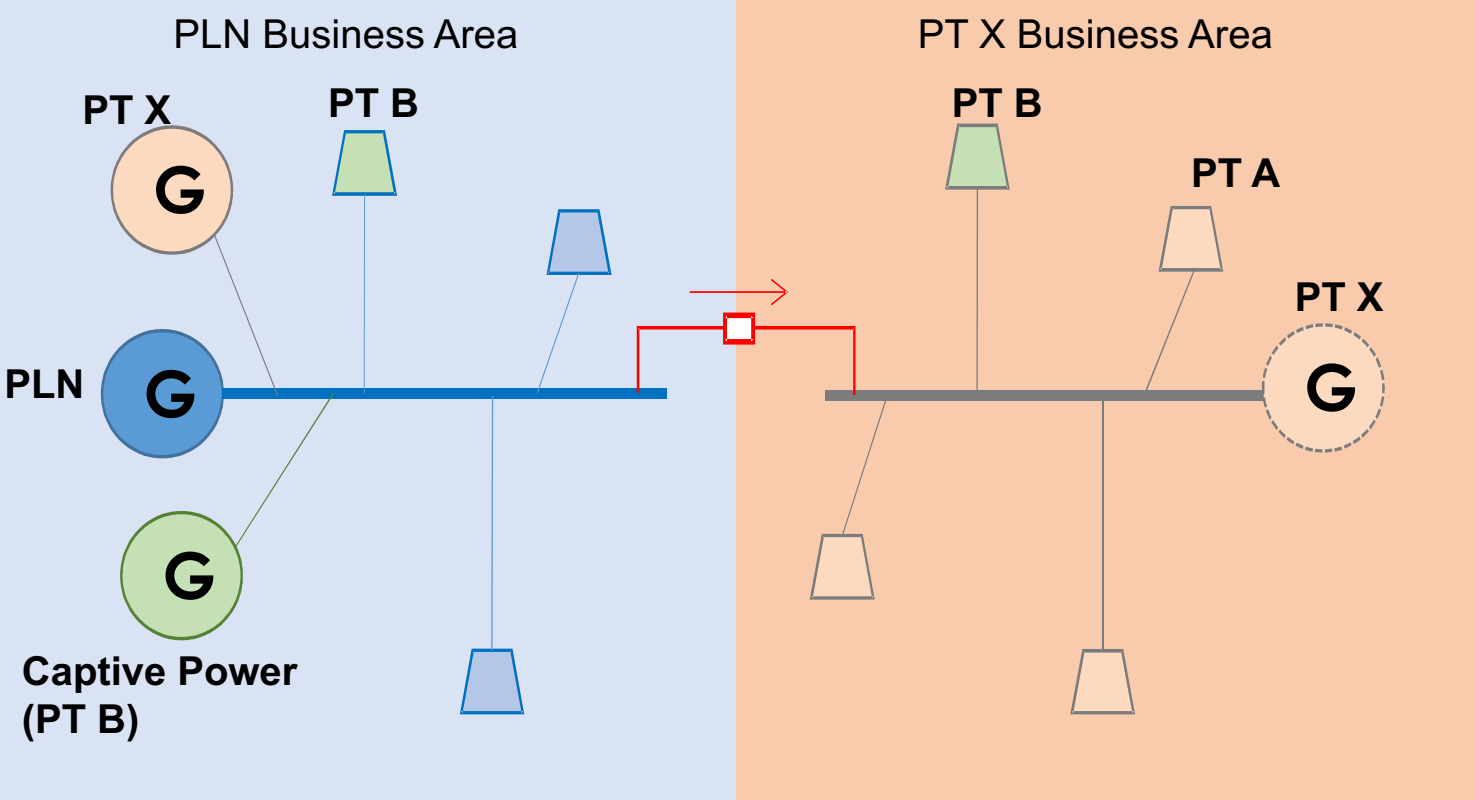 PLN Business Area
PT X Business Area
PT X
PT B
PT B
PT A
G
PT X
PLN
G
G
G
Captive Power
(PT B)